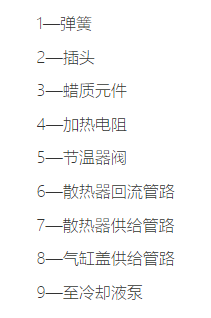 1—弹簧
2—插头
3—蜡质元件
4—加热电阻
5—节温器阀
6—散热器回流管路
7—散热器供给管路
8—气缸盖供给管路
9—至冷却液泵